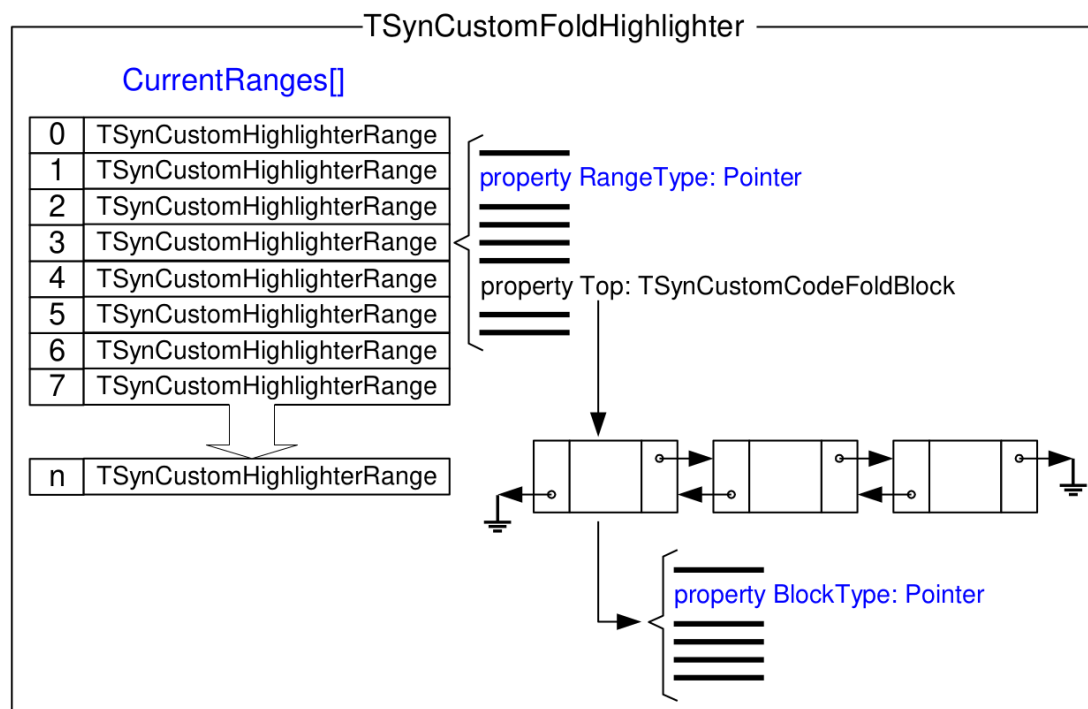 TSynCustomFoldHighlighter
CurrentRanges[]
0 TSynCustomHighlighterRange
1 TSynCustomHighlighterRange
2 TSynCustomHighlighterRange
3 TSynCustomHighlighterRange
4 TSynCustomHighlighterRange
5 TSynCustomHighlighterRange
6 TSynCustomHighlighterRange
7 TSynCustomHighlighterRange
n TSynCustomHighlighterRange
property RangeType: Pointer
property Top: TSynCustomCodeFoldBlock
property BlockType: Pointer